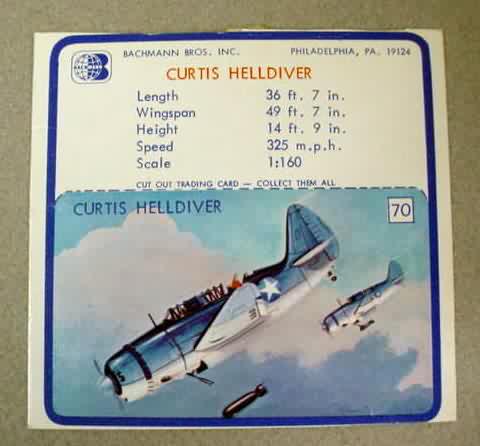 BACHMANN
BACHMANN BROS. INC. PHILADELPHIA, PA. 19124
CURTIS HELLDIVER
Length 36 ft. 7 in.
Wingspan 49 ft. 7 in.
Height 14 ft. 9 in.
Speed 325 m.p.h.
Scale 1:160
CUT OUT TRADING CARD — COLLECT THEM ALL
CURTIS HELLDIVER 70